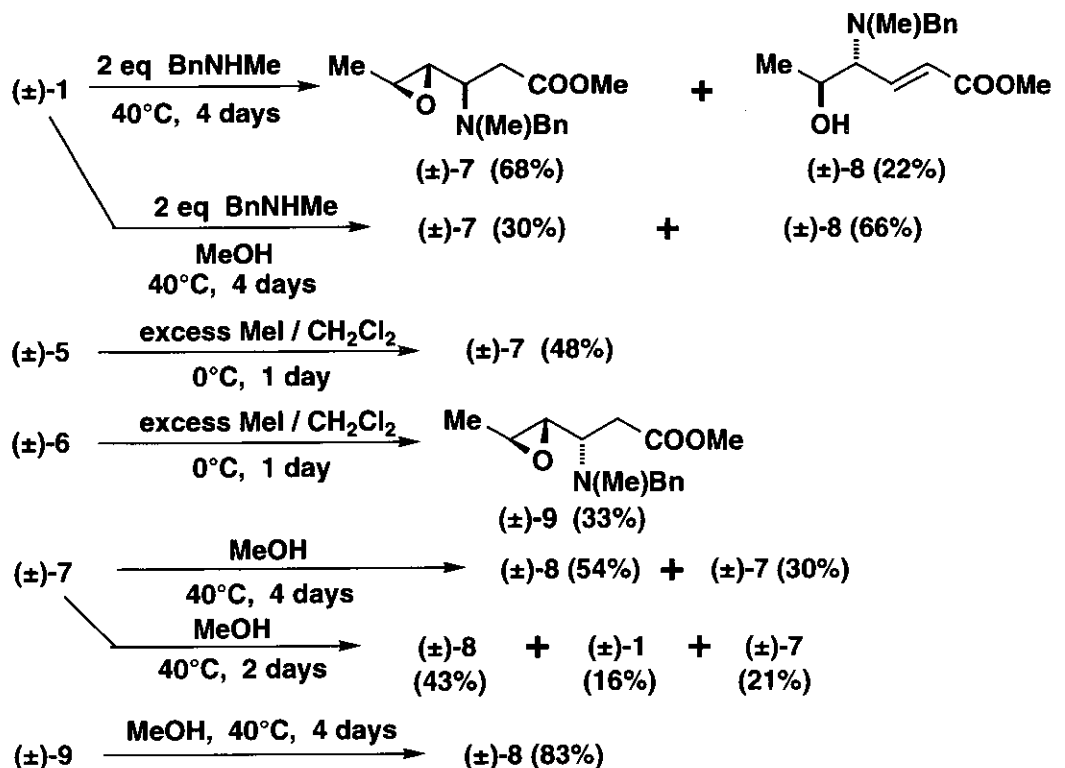 N(Me)Bn
(±)-1 2 eq BnNHMe Me COOMe + Me COOMe
40°C, 4 days O N(Me)Bn OH
(±)-7 (68%) (±)-8 (22%)
2 eq BnNHMe (±)-7 (30%) + (±)-8 (66%)
MeOH
40°C, 4 days
(±)-5 excess MeI / CH₂Cl₂ (±)-7 (48%)
0°C, 1 day
(±)-6 excess MeI / CH₂Cl₂ Me COOMe
0°C, 1 day O N(Me)Bn
(±)-9 (33%)
(±)-7 MeOH (±)-8 (54%) + (±)-7 (30%)
40°C, 4 days
MeOH (±)-8 + (±)-1 + (±)-7
40°C, 2 days (43%) (16%) (21%)
(±)-9 MeOH, 40°C, 4 days (±)-8 (83%)